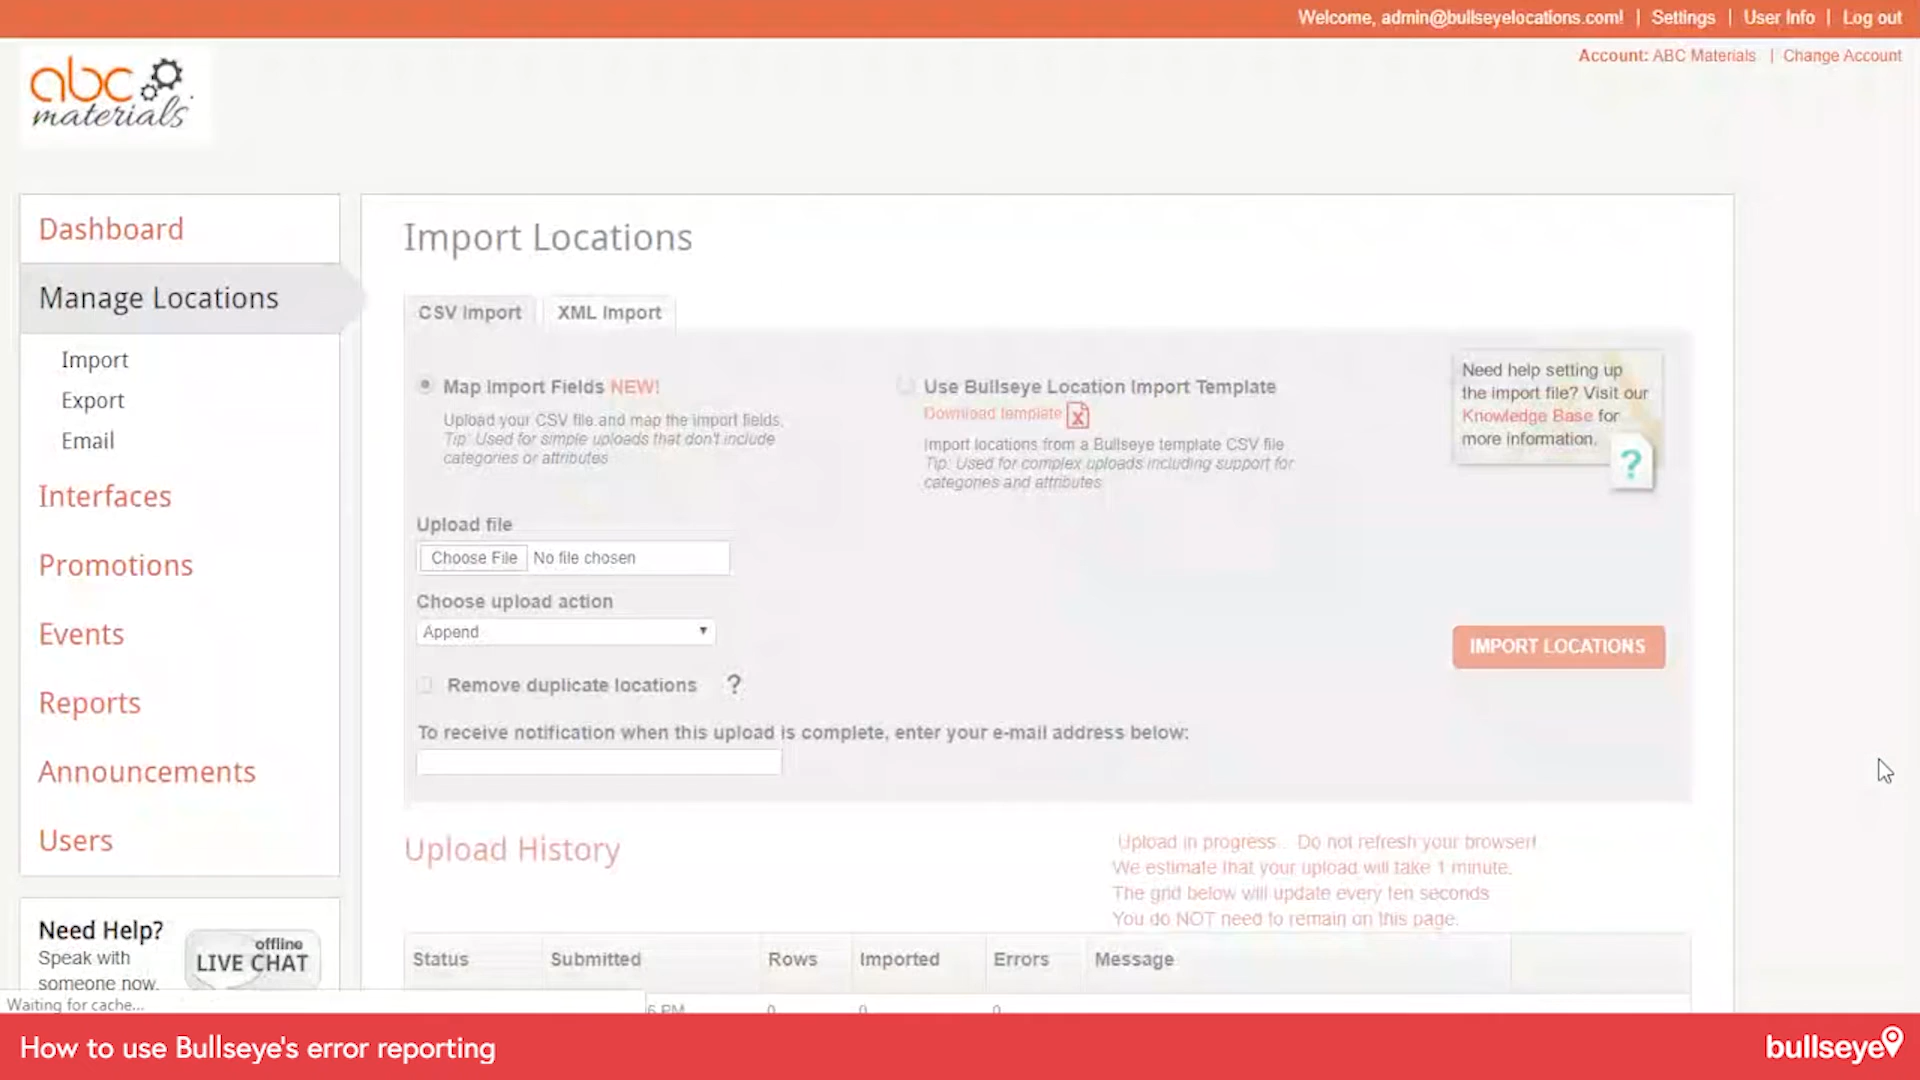 Welcome, admin@bullseyelocations.com! | Settings | User Info | Log out
Account: ABC Materials | Change Account
abc
materials
Dashboard
Manage Locations
Import
Export
Email
Interfaces
Promotions
Events
Reports
Announcements
Users
Need Help?
Speak with
someone now.
offline
LIVE CHAT
Import Locations
CSV Import
XML Import
Map Import Fields NEW!
Upload your CSV file and map the import fields.
Tip: Used for simple uploads that don't include
categories or attributes
Use Bullseye Location Import Template
Download template
Import locations from a Bullseye template CSV file
Tip: Used for complex uploads including support for
categories and attributes
Need help setting up
the import file? Visit our
Knowledge Base for
more information.
?
Upload file
Choose File No file chosen
Choose upload action
Append
Remove duplicate locations ?
IMPORT LOCATIONS
To receive notification when this upload is complete, enter your e-mail address below:
Upload History
Upload in progress... Do not refresh your browser!
We estimate that your upload will take 1 minute.
The grid below will update every ten seconds
You do NOT need to remain on this page.
Status Submitted Rows Imported Errors Message
6 PM 0 0 0
Waiting for cache...
How to use Bullseye's error reporting
bullseye